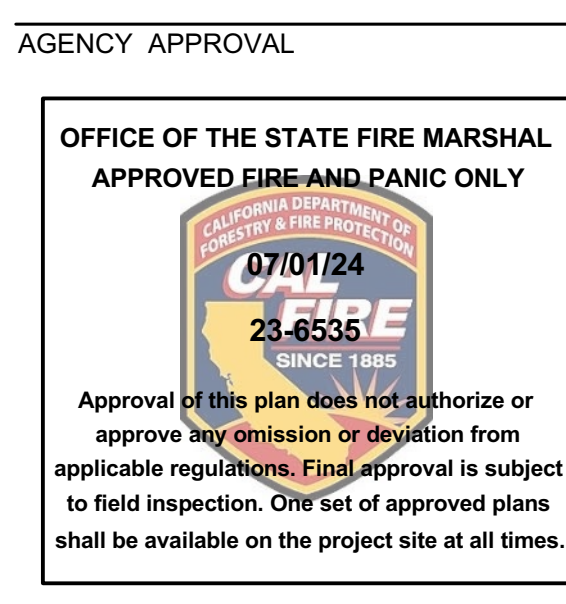 AGENCY APPROVAL
OFFICE OF THE STATE FIRE MARSHAL
APPROVED FIRE AND PANIC ONLY
CALIFORNIA DEPARTMENT OF
FORESTRY & FIRE PROTECTION
07/01/24
CAL
FIRE
23-6535
SINCE 1885
Approval of this plan does not authorize or
approve any omission or deviation from
applicable regulations. Final approval is subject
to field inspection. One set of approved plans
shall be available on the project site at all times.